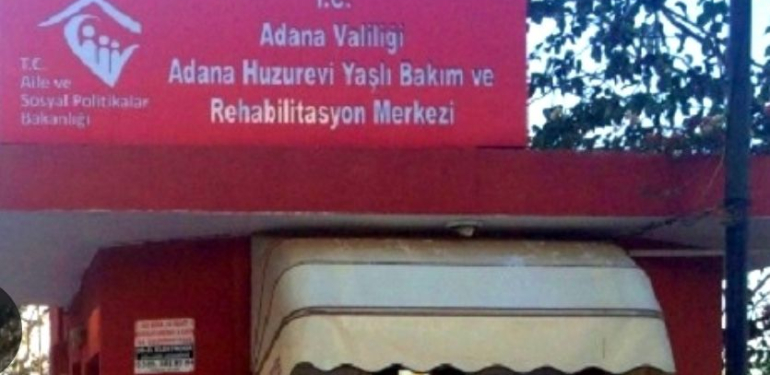 T.C.
Adana Valiliği
Adana Huzurevi Yaşlı Bakım ve
Rehabilitasyon Merkezi
T.C.
Aile ve
Sosyal Politikalar
Bakanlığı